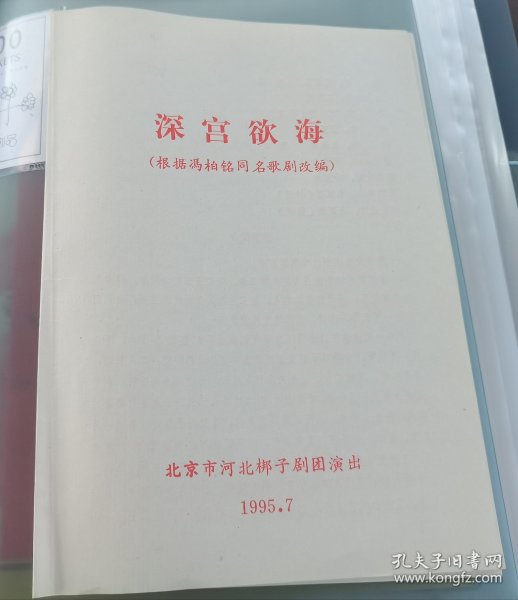 深宫欲海
(根据冯柏铭同名歌剧改编)
北京市河北梆子剧团演出
1995.7
孔夫子旧书网
www.kongfz.com